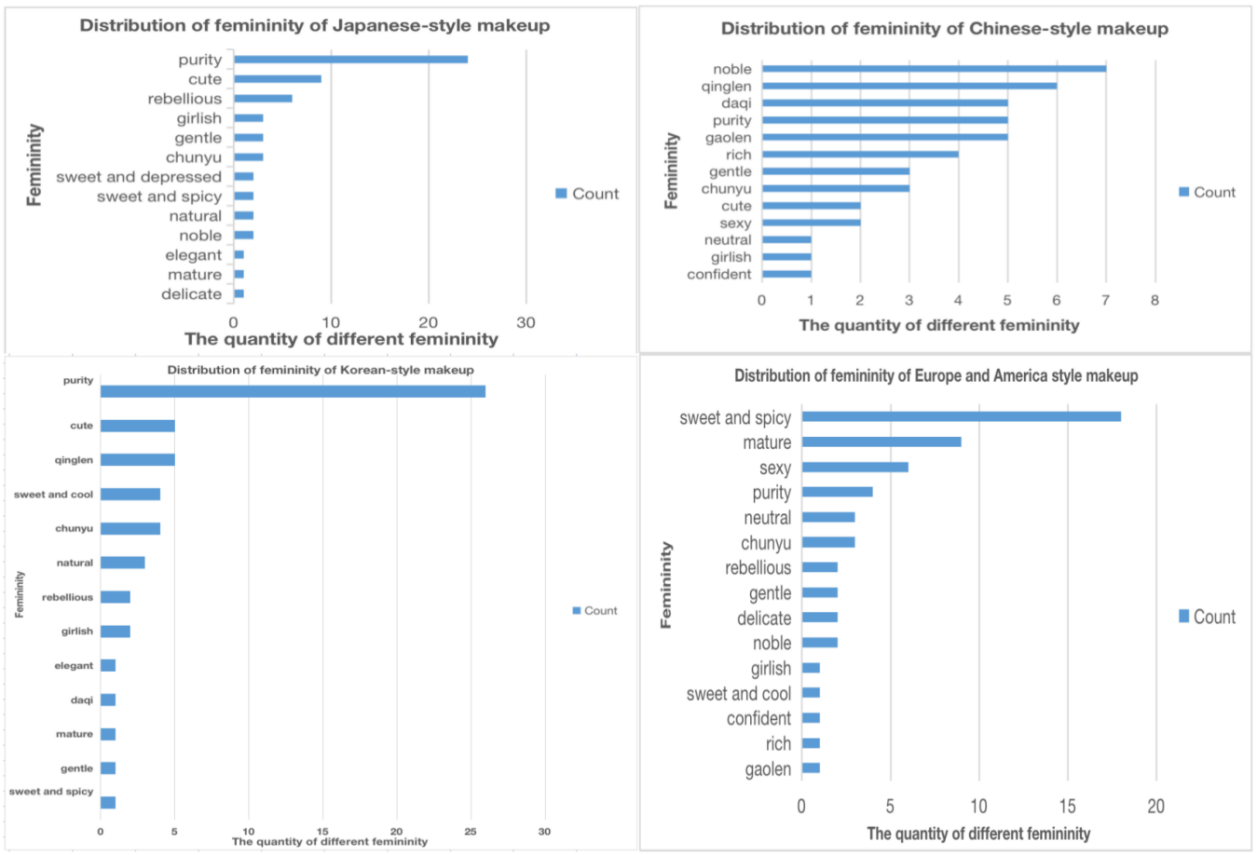 Distribution of femininity of Japanese-style makeup
Femininity
purity
cute
rebellious
girlish
gentle
chunyu
sweet and depressed
sweet and spicy
natural
noble
elegant
mature
delicate
0 10 20 30
The quantity of different femininity
Count
Distribution of femininity of Chinese-style makeup
Femininity
noble
qinglen
daqi
purity
gaolen
rich
gentle
chunyu
cute
sexy
neutral
girlish
confident
0 1 2 3 4 5 6 7 8
The quantity of different femininity
Count
Distribution of femininity of Korean-style makeup
Femininity
purity
cute
qinglen
sweet and cool
chunyu
natural
rebellious
girlish
elegant
daqi
mature
gentle
sweet and spicy
0 5 10 15 20 25 30
The quantity of different femininity
Count
Distribution of femininity of Europe and America style makeup
Femininity
sweet and spicy
mature
sexy
purity
neutral
chunyu
rebellious
gentle
delicate
noble
girlish
sweet and cool
confident
rich
gaolen
0 5 10 15 20
The quantity of different femininity
Count